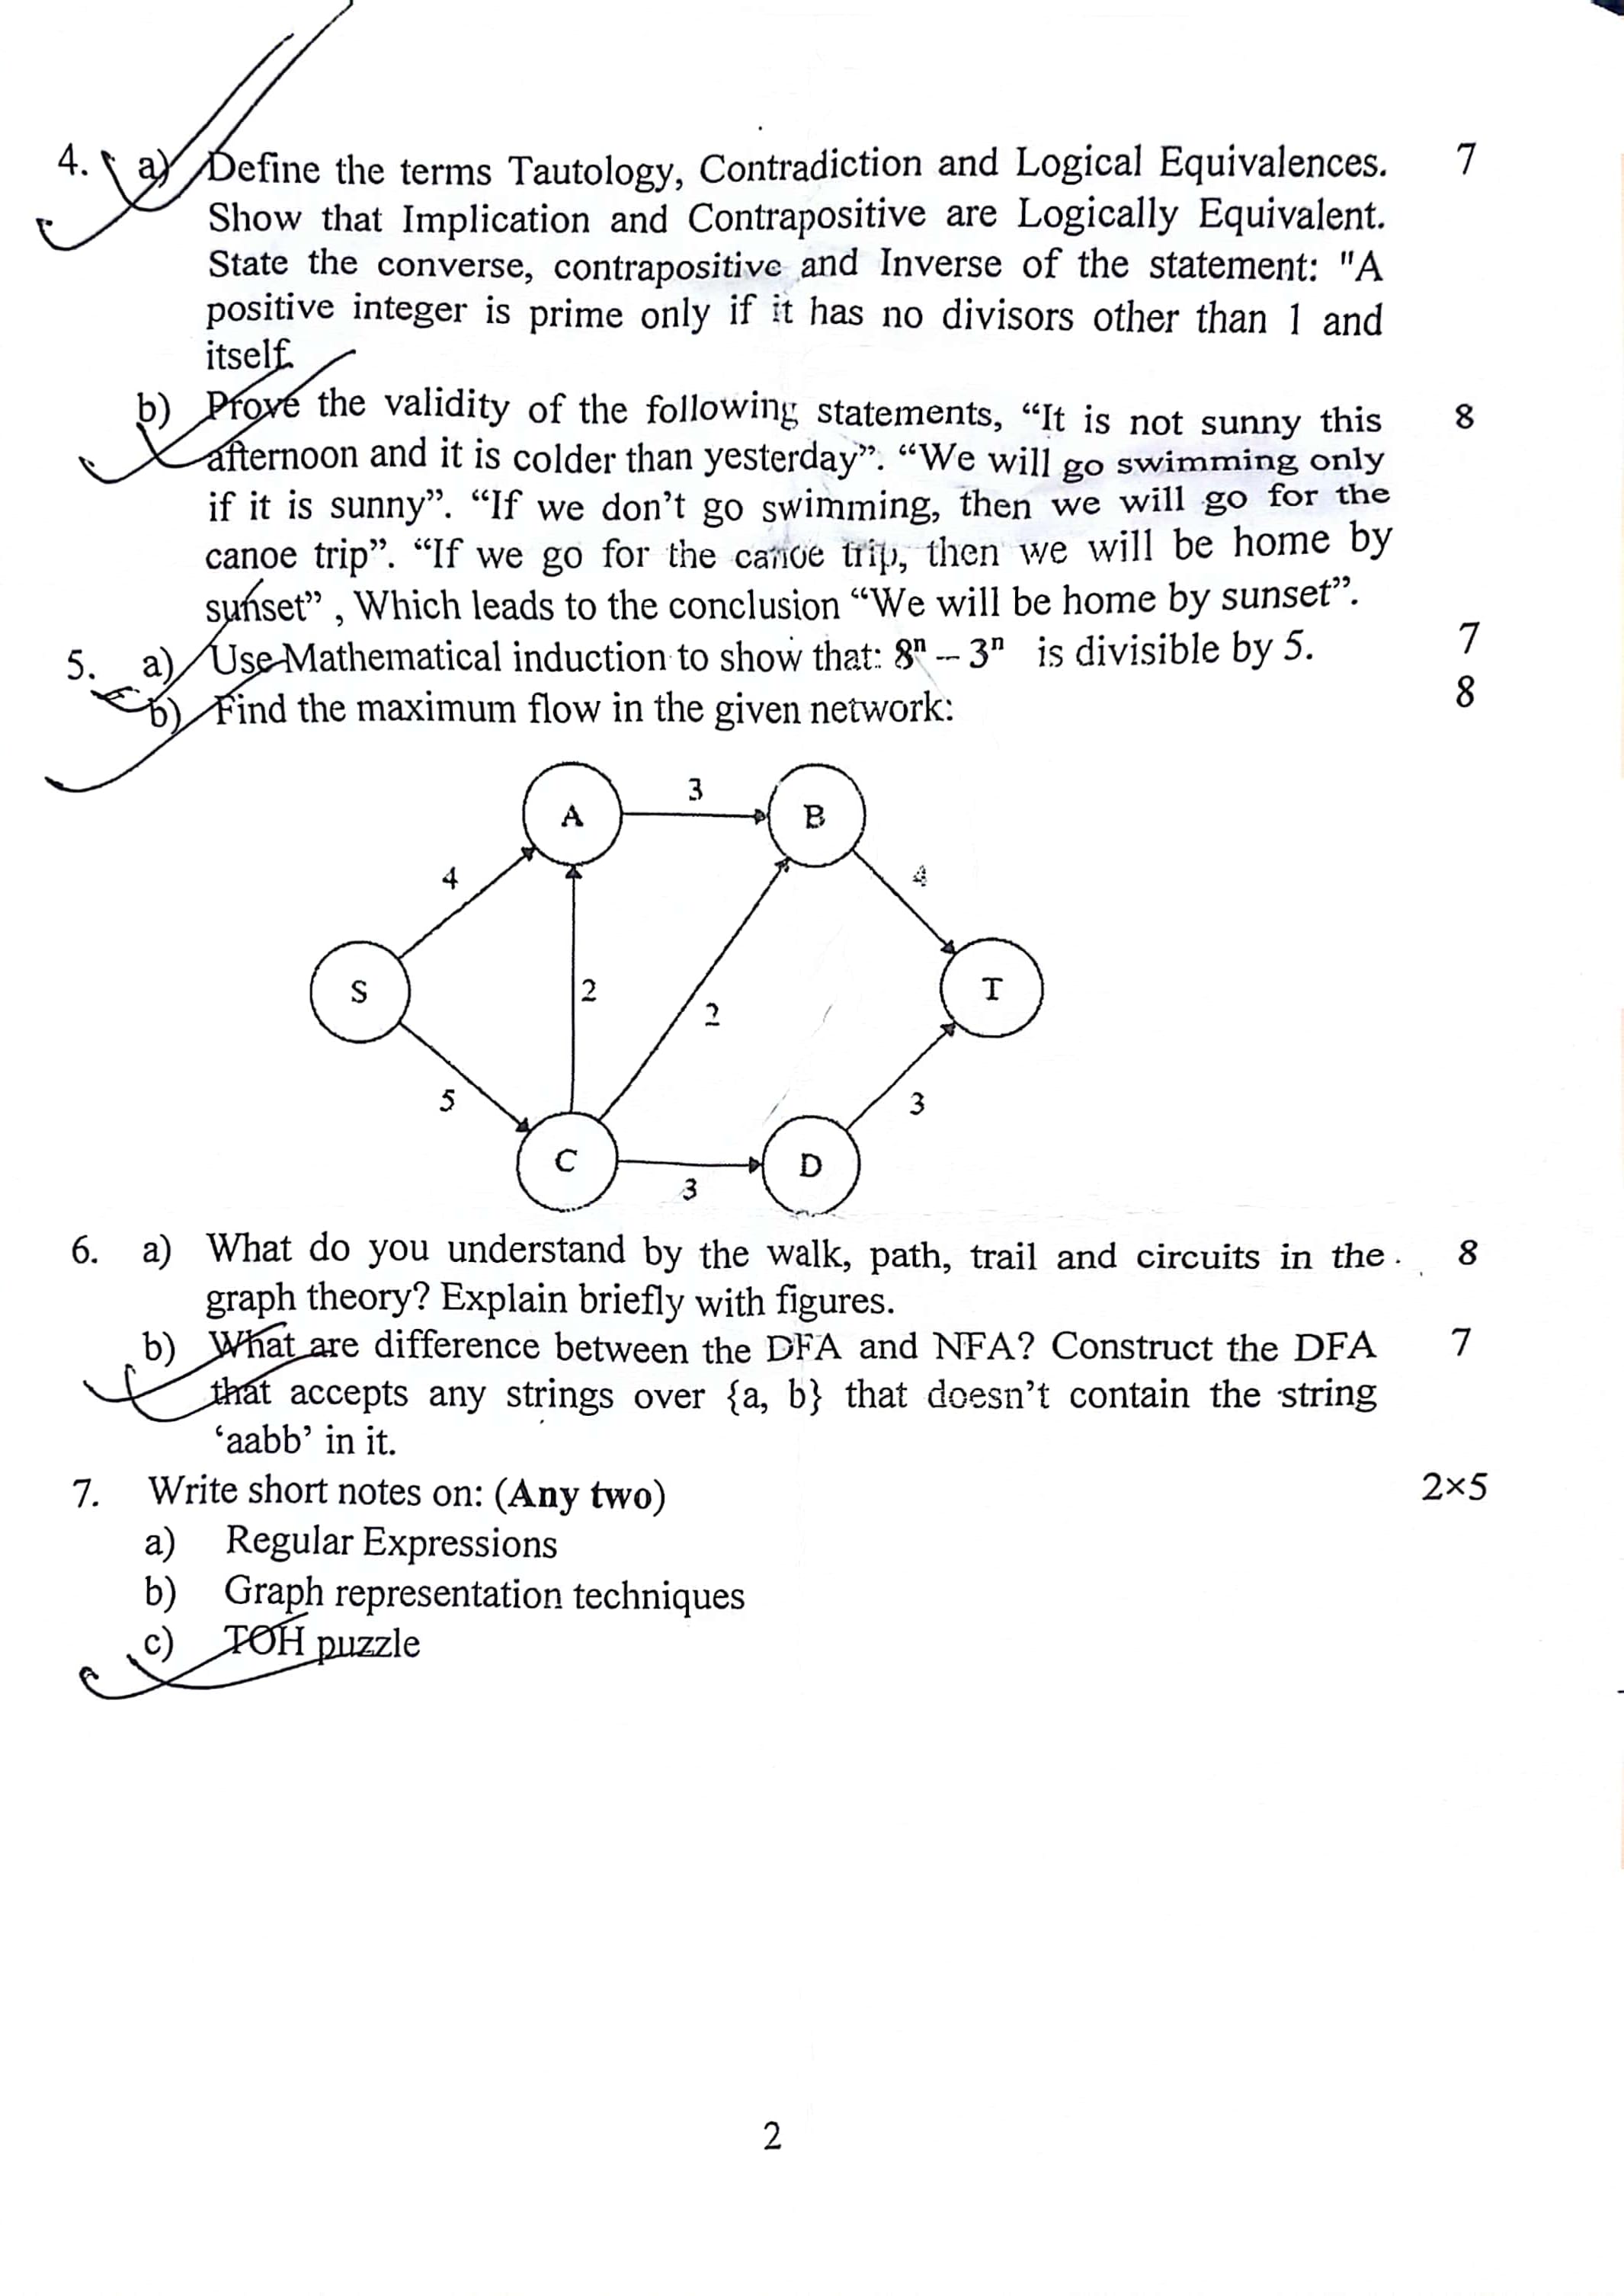 4. a) Define the terms Tautology, Contradiction and Logical Equivalences. 7
Show that Implication and Contrapositive are Logically Equivalent.
State the converse, contrapositive and Inverse of the statement: "A
positive integer is prime only if it has no divisors other than 1 and
itself.
b) Prove the validity of the following statements, “It is not sunny this 8
afternoon and it is colder than yesterday”. “We will go swimming only
if it is sunny”. “If we don’t go swimming, then we will go for the
canoe trip”. “If we go for the canoe trip, then we will be home by
sunset” , Which leads to the conclusion “We will be home by sunset”.
5. a) Use Mathematical induction to show that: 8ⁿ – 3ⁿ is divisible by 5. 7
b) Find the maximum flow in the given network: 8
3
A B
4 4
S 2 2 T
5 3
C D
3
6. a) What do you understand by the walk, path, trail and circuits in the 8
graph theory? Explain briefly with figures.
b) What are difference between the DFA and NFA? Construct the DFA 7
that accepts any strings over {a, b} that doesn’t contain the string
‘aabb’ in it.
7. Write short notes on: (Any two) 2×5
a) Regular Expressions
b) Graph representation techniques
c) TOH puzzle
2